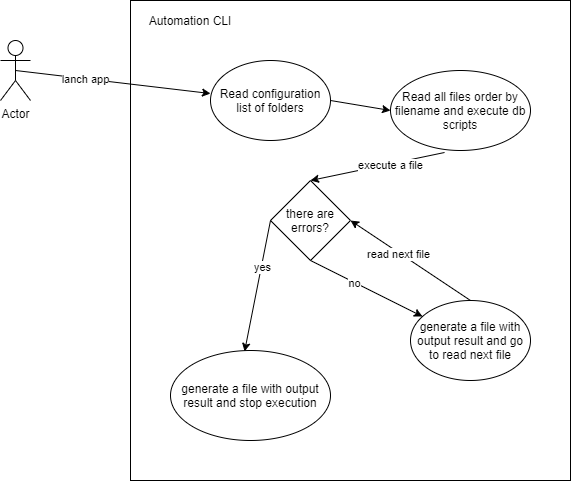 Automation CLI
lanch app
Actor
Read configuration
list of folders
Read all files order by
filename and execute db
scripts
execute a file
there are
errors?
read next file
yes
no
generate a file with
output result and go
to read next file
generate a file with output
result and stop execution